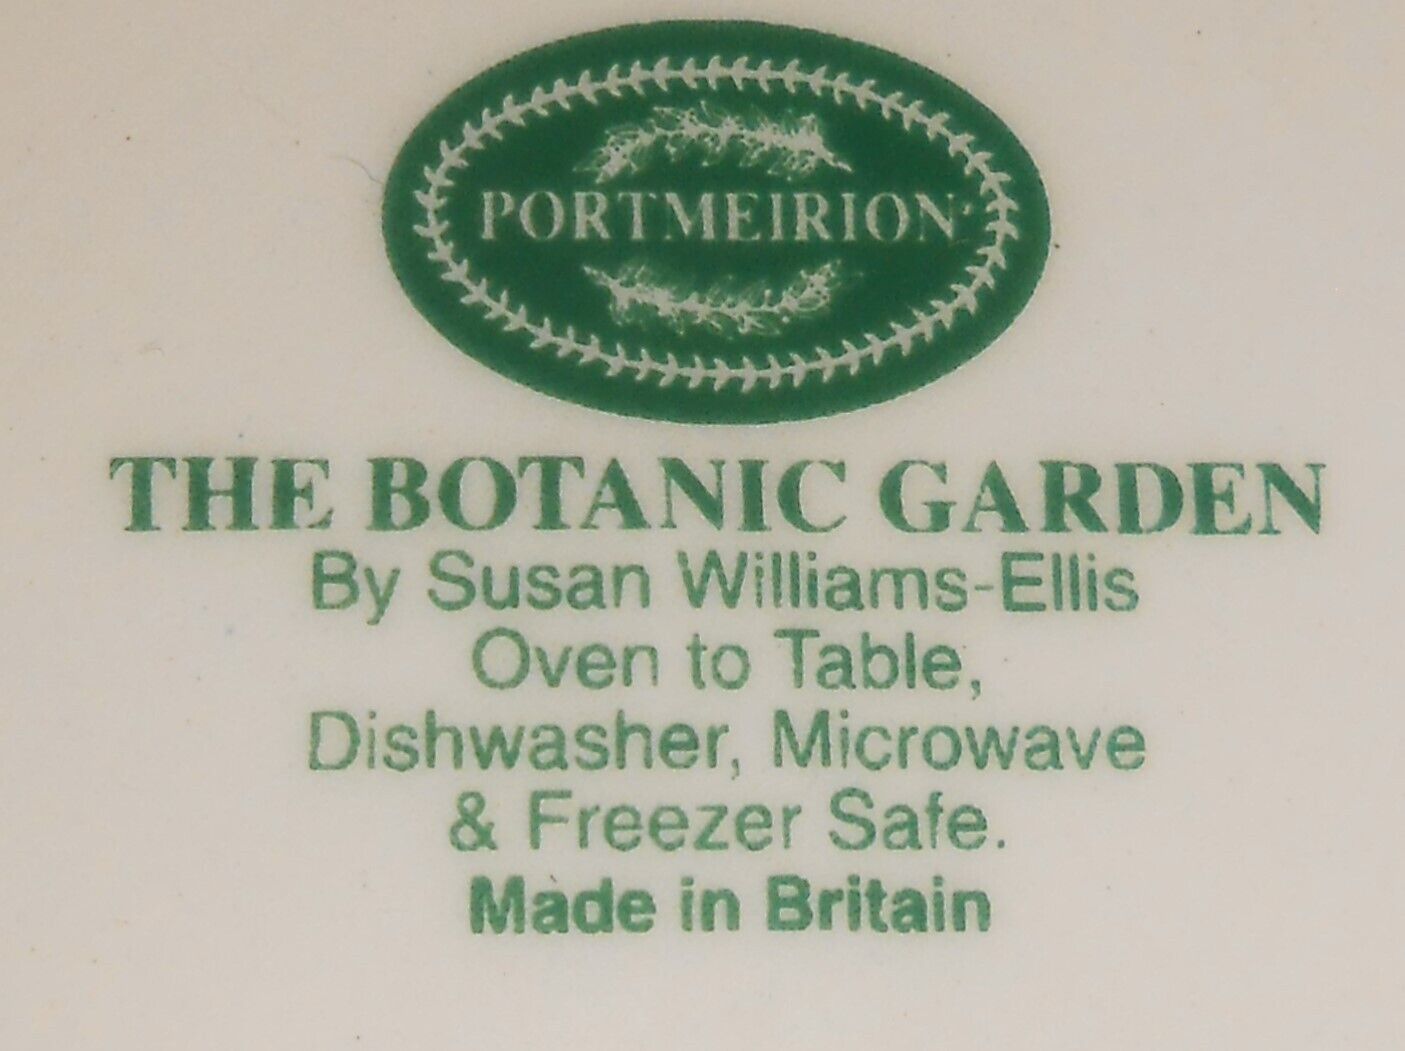 PORTMEIRION
THE BOTANIC GARDEN
By Susan Williams-Ellis
Oven to Table,
Dishwasher, Microwave
& Freezer Safe.
Made in Britain